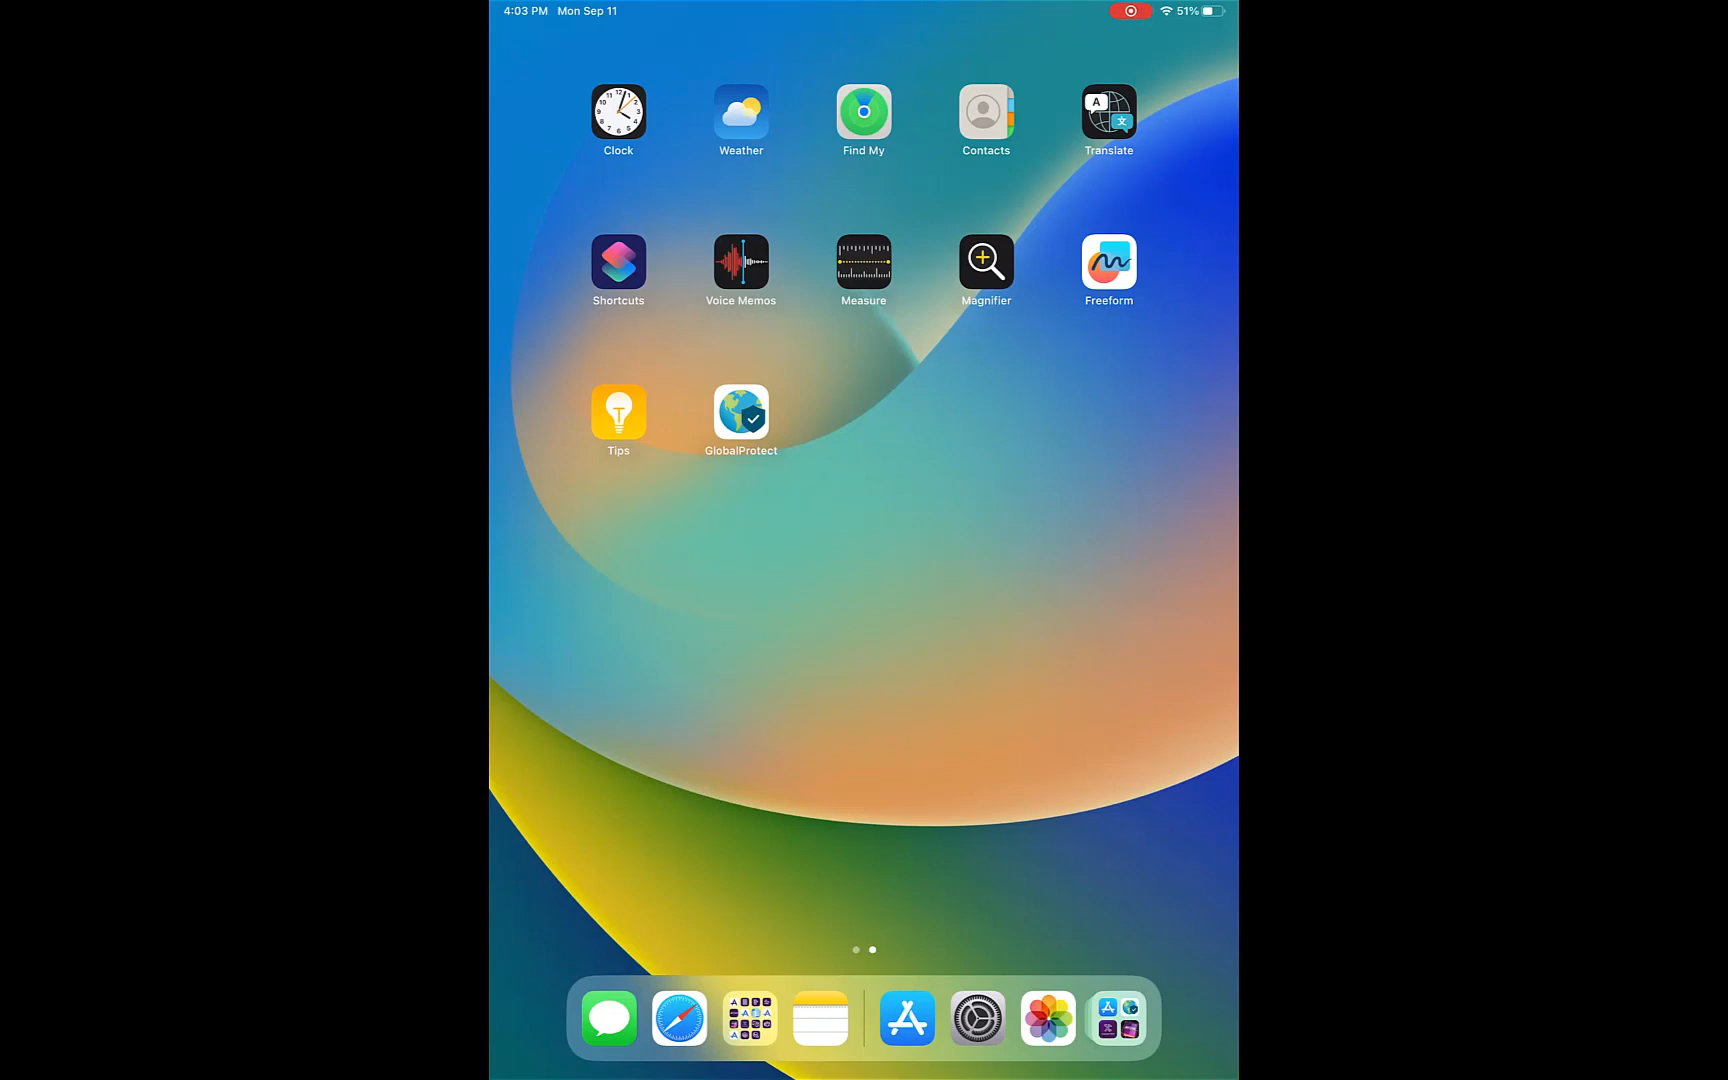 4:03 PM Mon Sep 11 51%
Clock Weather Find My Contacts Translate
Shortcuts Voice Memos Measure Magnifier Freeform
Tips GlobalProtect